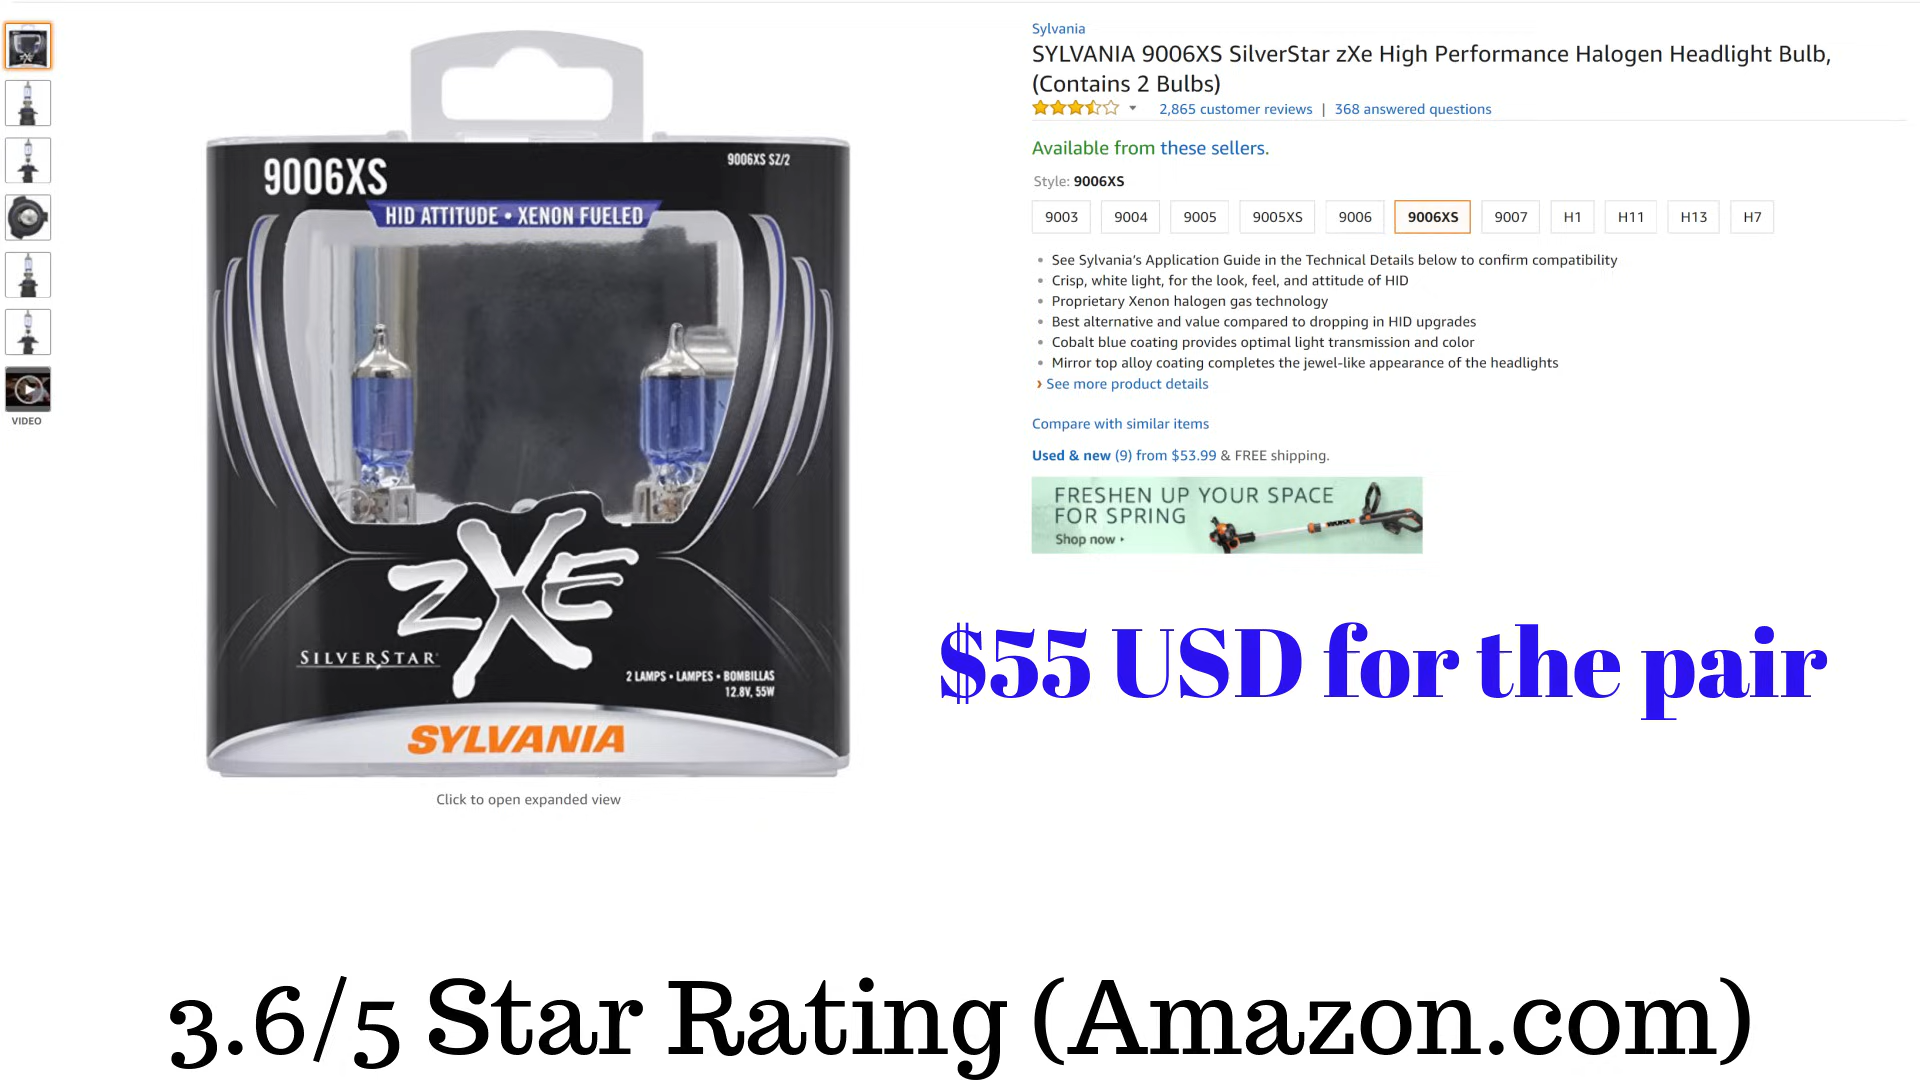 Sylvania
SYLVANIA 9006XS SilverStar zXe High Performance Halogen Headlight Bulb,
(Contains 2 Bulbs)
2,865 customer reviews | 368 answered questions
Available from these sellers.
Style: 9006XS
9003 9004 9005 9005XS 9006 9006XS 9007 H1 H11 H13 H7
See Sylvania's Application Guide in the Technical Details below to confirm compatibility
Crisp, white light, for the look, feel, and attitude of HID
Proprietary Xenon halogen gas technology
Best alternative and value compared to dropping in HID upgrades
Cobalt blue coating provides optimal light transmission and color
Mirror top alloy coating completes the jewel-like appearance of the headlights
› See more product details
Compare with similar items
Used & new (9) from $53.99 & FREE shipping.
FRESHEN UP YOUR SPACE
FOR SPRING
Shop now
WORX
VIDEO
9006XS
9006XS SZ/2
HID ATTITUDE • XENON FUELED
zXe
SILVERSTAR
2 LAMPS • LAMPES • BOMBILLAS
12.8V, 55W
SYLVANIA
Click to open expanded view
$55 USD for the pair
3.6/5 Star Rating (Amazon.com)